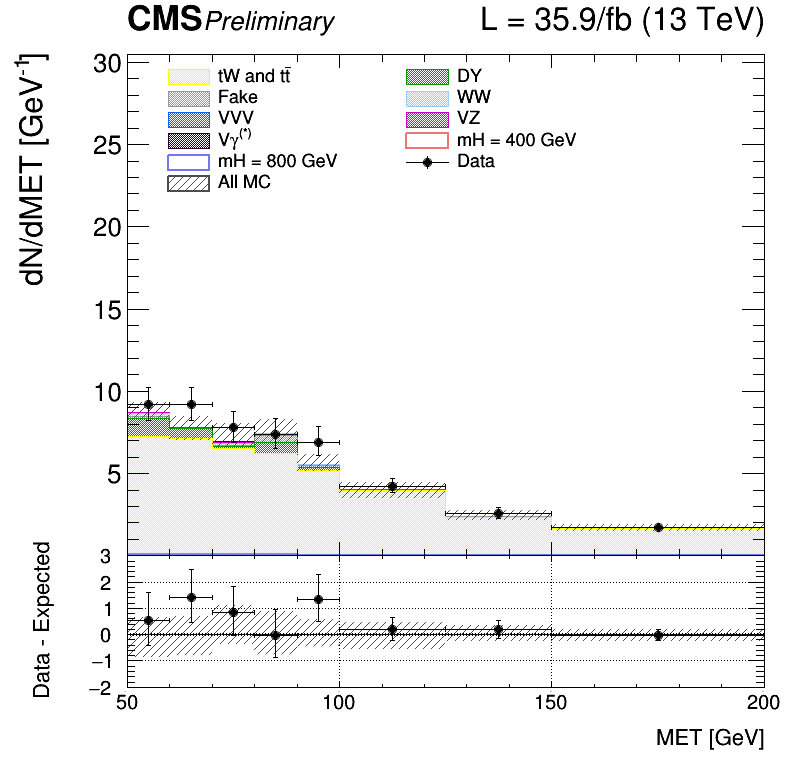 CMS Preliminary L = 35.9/fb (13 TeV)
dN/dMET [GeV⁻¹]
30
25
20
15
10
5
tW and tt̄
Fake
VVV
Vγ(*)
mH = 800 GeV
All MC
DY
WW
VZ
mH = 400 GeV
Data
Data - Expected
3
2
1
0
−1
−2
50 100 150 200
MET [GeV]